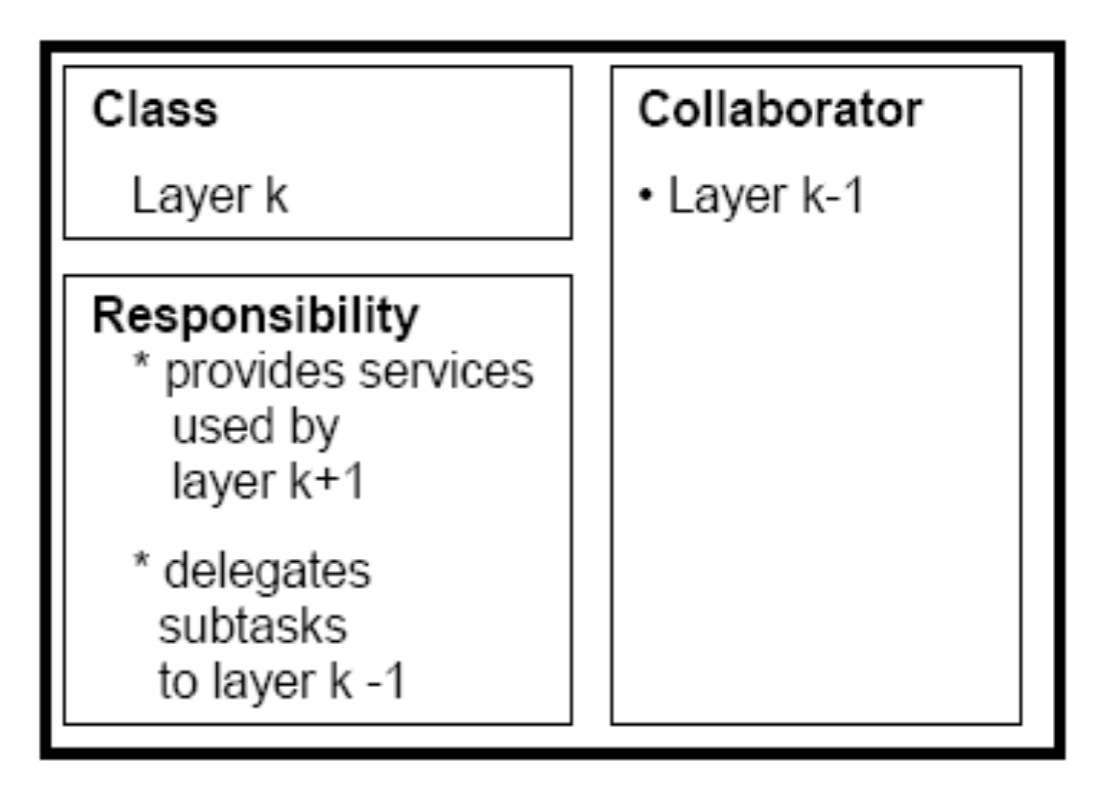 Class
Layer k
Responsibility
* provides services
used by
layer k+1
* delegates
subtasks
to layer k -1
Collaborator
• Layer k-1